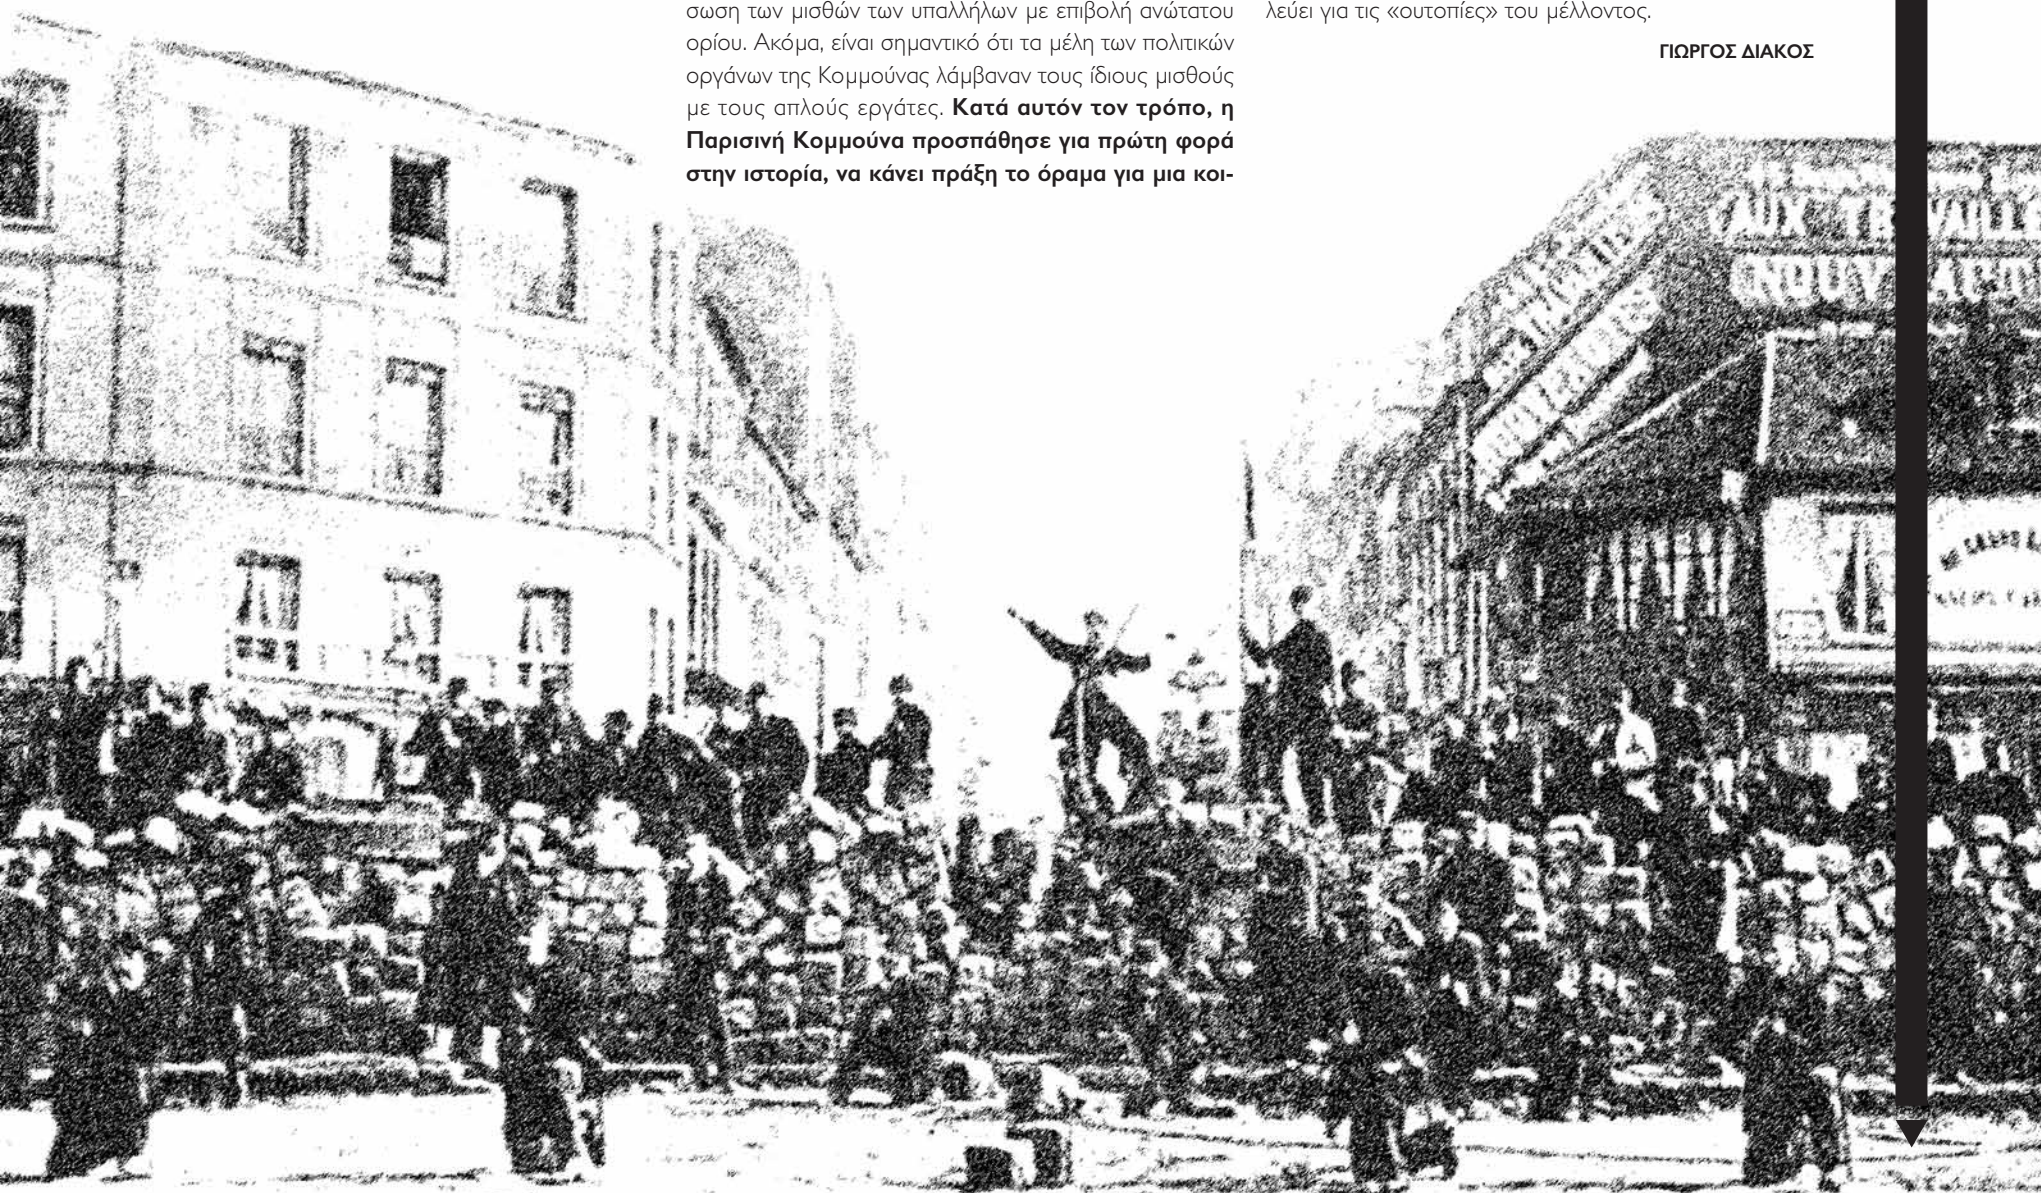 σωση των μισθών των υπαλλήλων με επιβολή ανώτατου
ορίου. Ακόμα, είναι σημαντικό ότι τα μέλη των πολιτικών
οργάνων της Κομμούνας λάμβαναν τους ίδιους μισθούς
με τους απλούς εργάτες. Κατά αυτόν τον τρόπο, η
Παρισινή Κομμούνα προσπάθησε για πρώτη φορά
στην ιστορία, να κάνει πράξη το όραμα για μια κοι-
λεύει για τις «ουτοπίες» του μέλλοντος.
ΓΙΩΡΓΟΣ ΔΙΑΚΟΣ
AUX